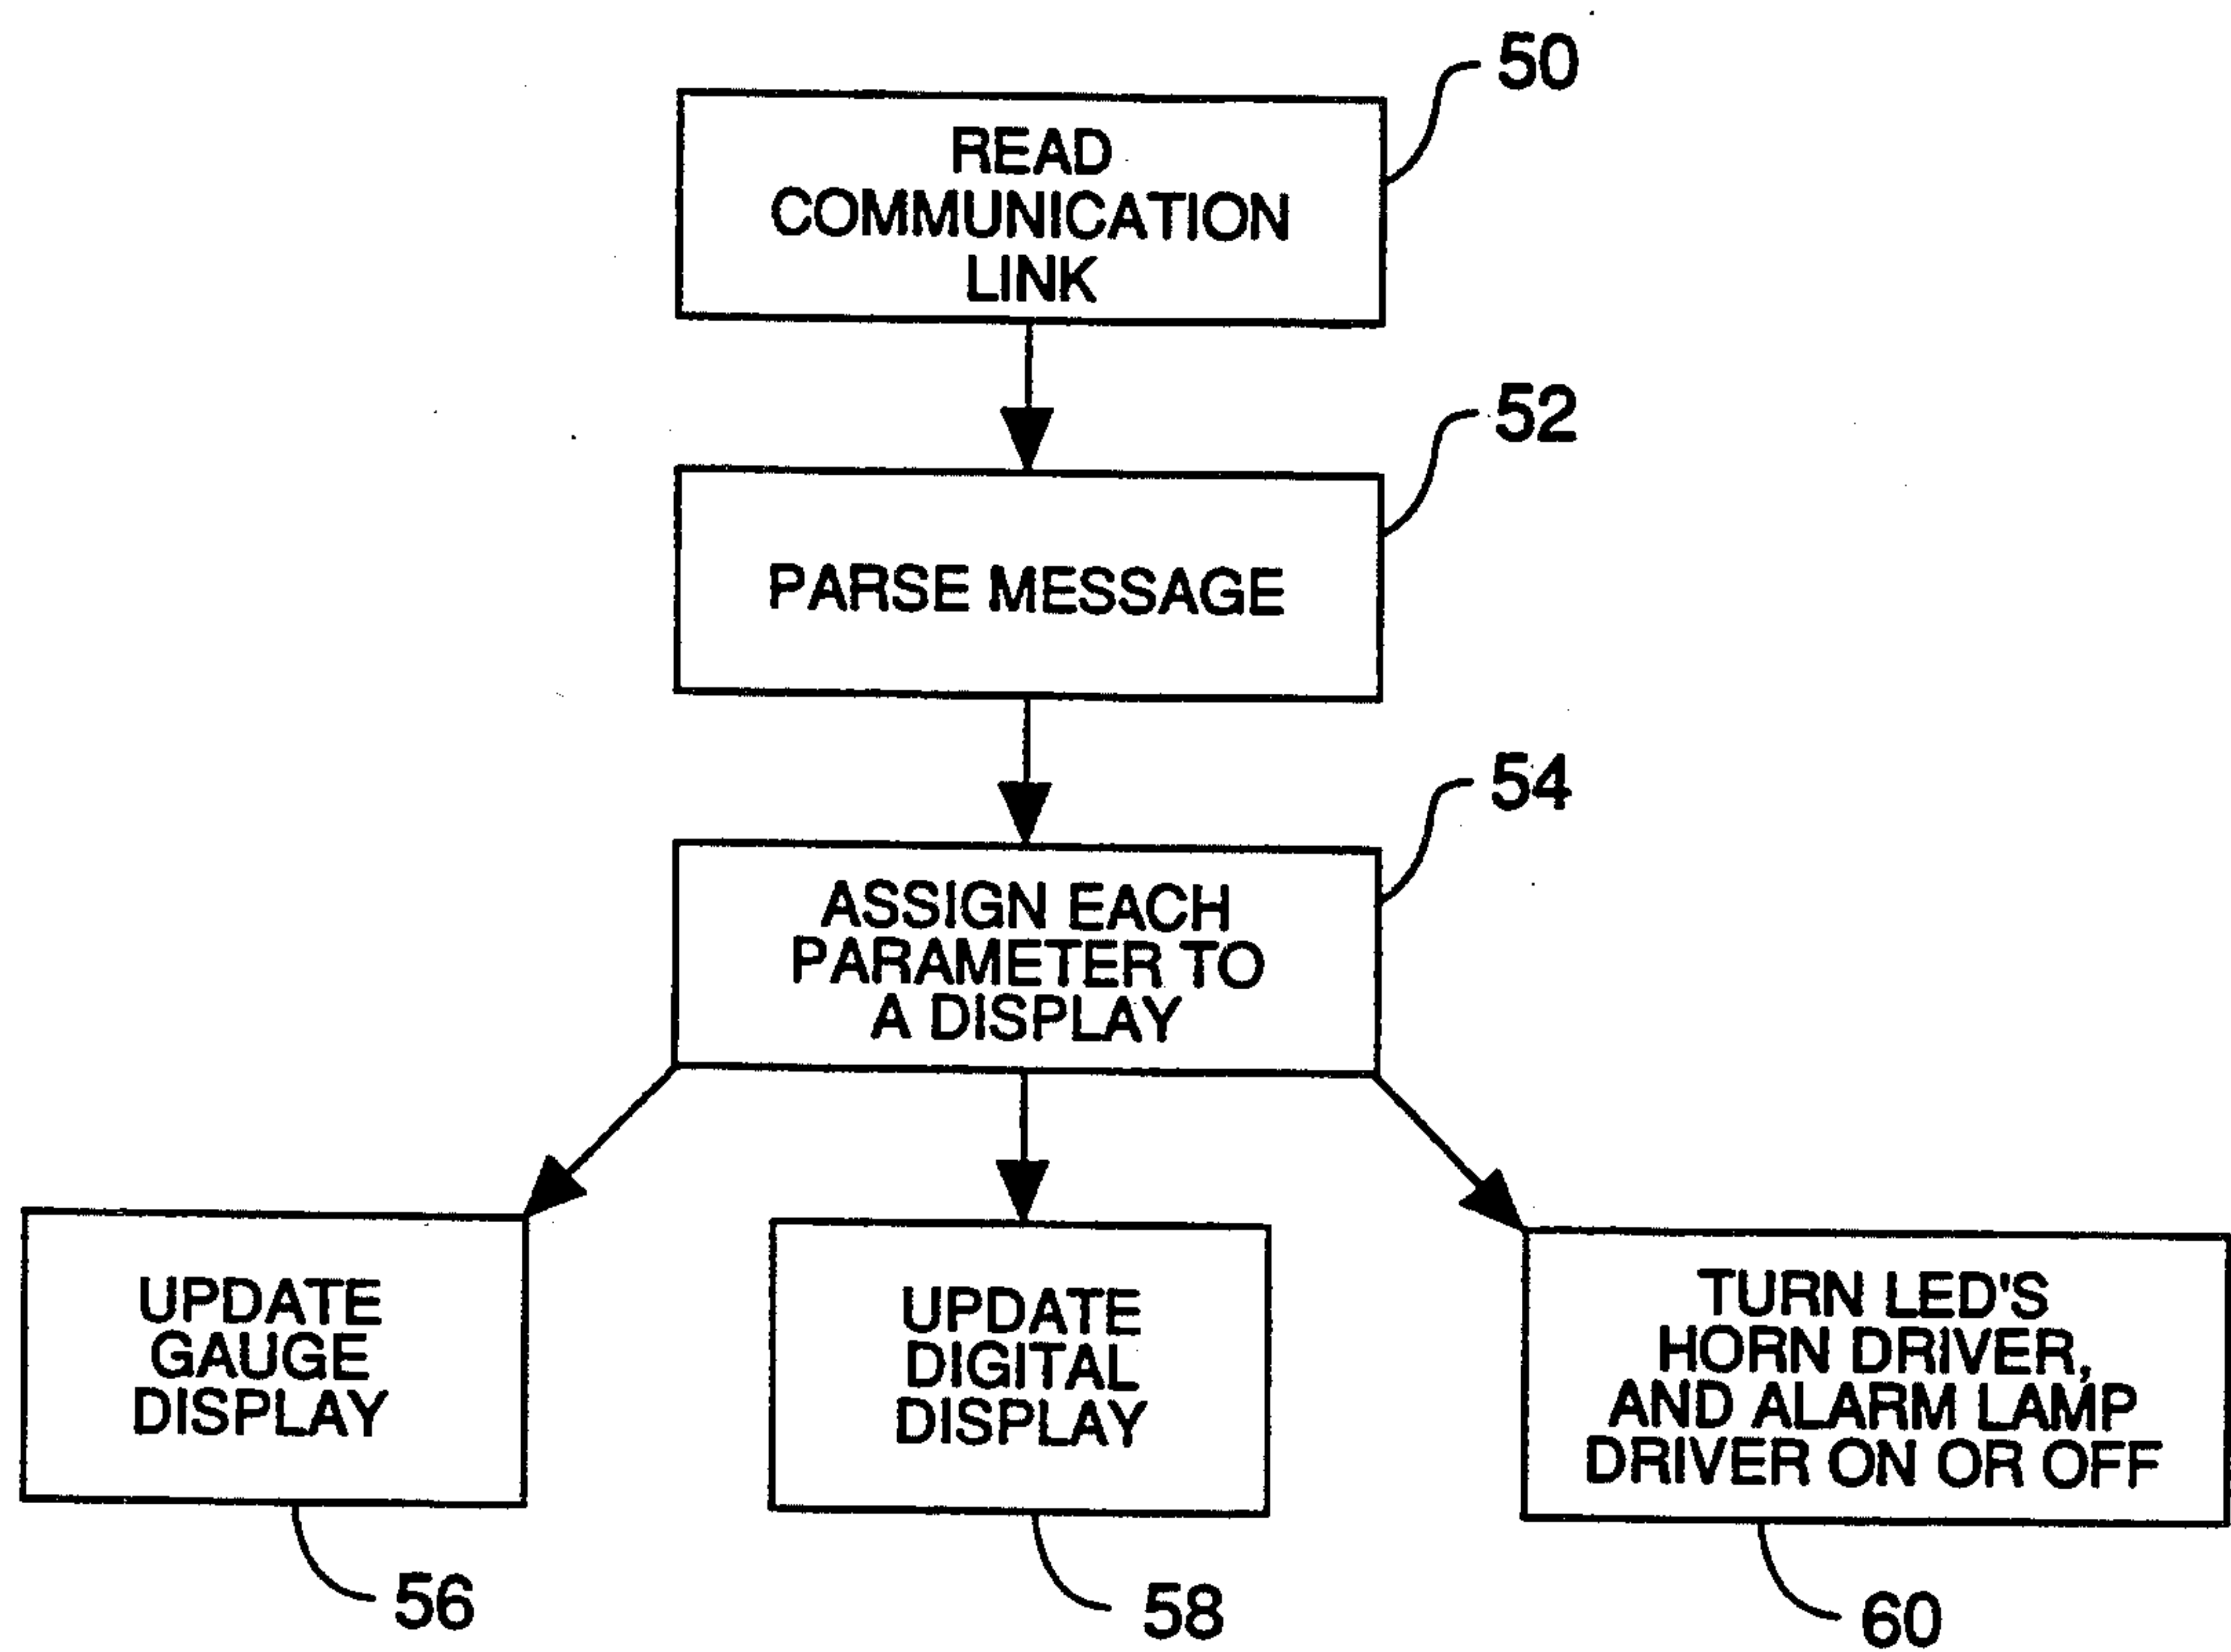 50
READ
COMMUNICATION
LINK
52
PARSE MESSAGE
54
ASSIGN EACH
PARAMETER TO
A DISPLAY
UPDATE
GAUGE
DISPLAY
56
UPDATE
DIGITAL
DISPLAY
58
TURN LED'S
HORN DRIVER,
AND ALARM LAMP
DRIVER ON OR OFF
60